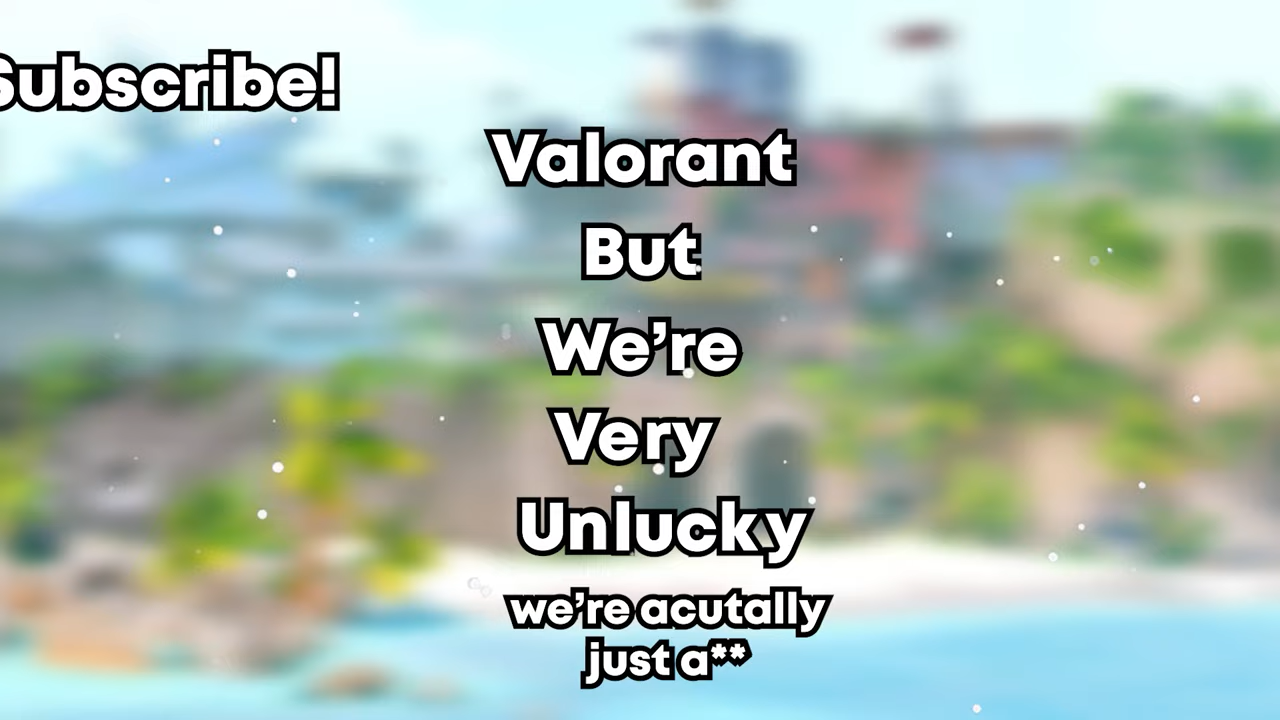 Subscribe!
Valorant
But
We’re
Very
Unlucky
we’re acutally
just a**